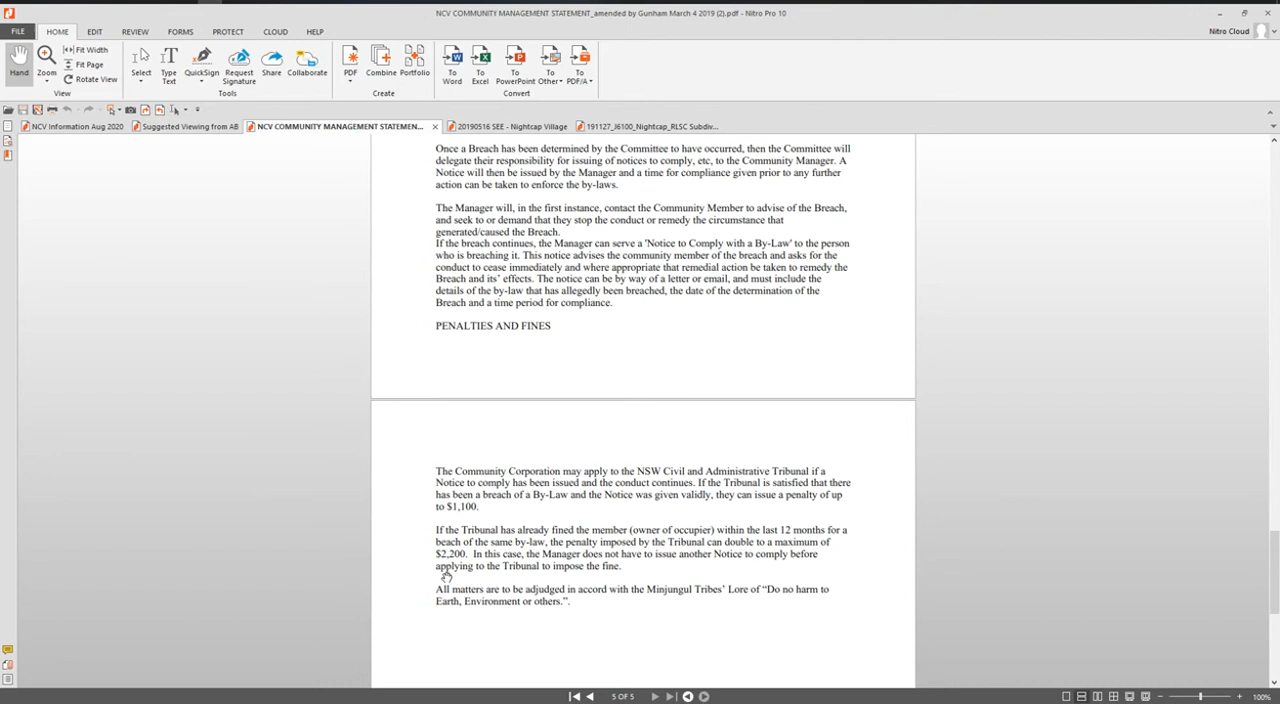 NCV COMMUNITY MANAGEMENT STATEMENT_amended by Gunham March 4 2019 (2).pdf - Nitro Pro 10
FILE HOME EDIT REVIEW FORMS PROTECT CLOUD HELP Nitro Cloud
Hand
Zoom
Fit Width
Fit Page
Rotate View
View
Select
Type Text
QuickSign
Request Signature
Share
Collaborate
Tools
PDF
Combine
Portfolio
Create
To Word
To Excel
To PowerPoint
To Other
To PDF/A
Convert
NCV Information Aug 2020
Suggested Viewing from AB
NCV COMMUNITY MANAGEMENT STATEMEN...
20190516 SEE - Nightcap Village
191127_J6100_Nightcap_RLSC Subdiv...
Once a Breach has been determined by the Committee to have occurred, then the Committee will
delegate their responsibility for issuing of notices to comply, etc, to the Community Manager. A
Notice will then be issued by the Manager and a time for compliance given prior to any further
action can be taken to enforce the by-laws.
The Manager will, in the first instance, contact the Community Member to advise of the Breach,
and seek to or demand that they stop the conduct or remedy the circumstance that
generated/caused the Breach.
If the breach continues, the Manager can serve a 'Notice to Comply with a By-Law' to the person
who is breaching it. This notice advises the community member of the breach and asks for the
conduct to cease immediately and where appropriate that remedial action be taken to remedy the
Breach and its' effects. The notice can be by way of a letter or email, and must include the
details of the by-law that has allegedly been breached, the date of the determination of the
Breach and a time period for compliance.
PENALTIES AND FINES
The Community Corporation may apply to the NSW Civil and Administrative Tribunal if a
Notice to comply has been issued and the conduct continues. If the Tribunal is satisfied that there
has been a breach of a By-Law and the Notice was given validly, they can issue a penalty of up
to $1,100.
If the Tribunal has already fined the member (owner of occupier) within the last 12 months for a
beach of the same by-law, the penalty imposed by the Tribunal can double to a maximum of
$2,200. In this case, the Manager does not have to issue another Notice to comply before
applying to the Tribunal to impose the fine.
All matters are to be adjudged in accord with the Minjungul Tribes' Lore of "Do no harm to
Earth, Environment or others.".
5 OF 5
100%